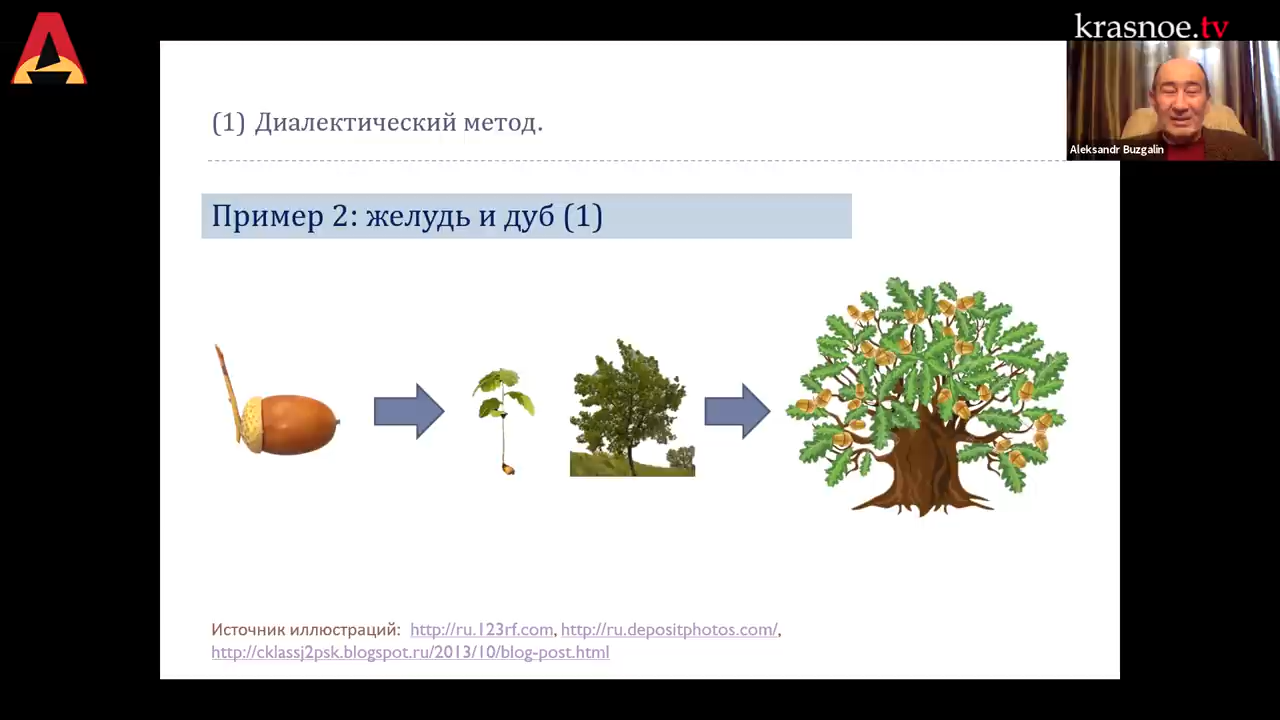 krasnoe.tv
(1) Диалектический метод.
Aleksandr Buzgalin
Пример 2: желудь и дуб (1)
Источник иллюстраций: http://ru.123rf.com, http://ru.depositphotos.com/,
http://cklassj2psk.blogspot.ru/2013/10/blog-post.html